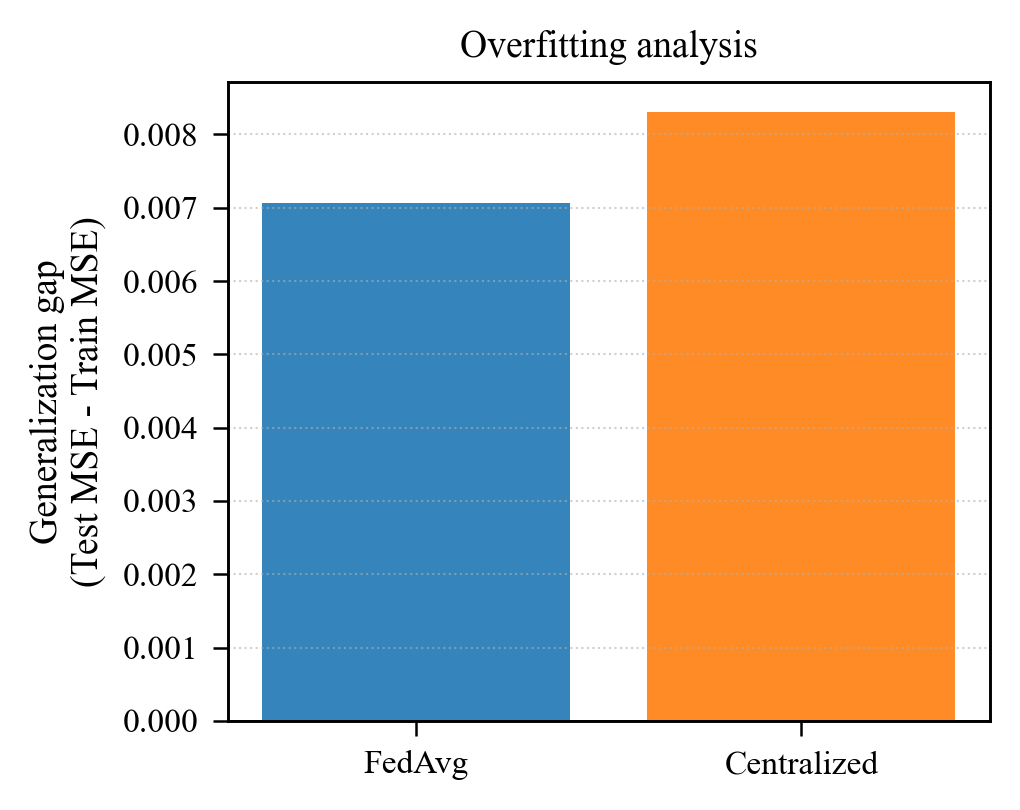 Overfitting analysis
Generalization gap
(Test MSE - Train MSE)
0.008
0.007
0.006
0.005
0.004
0.003
0.002
0.001
0.000
FedAvg
Centralized